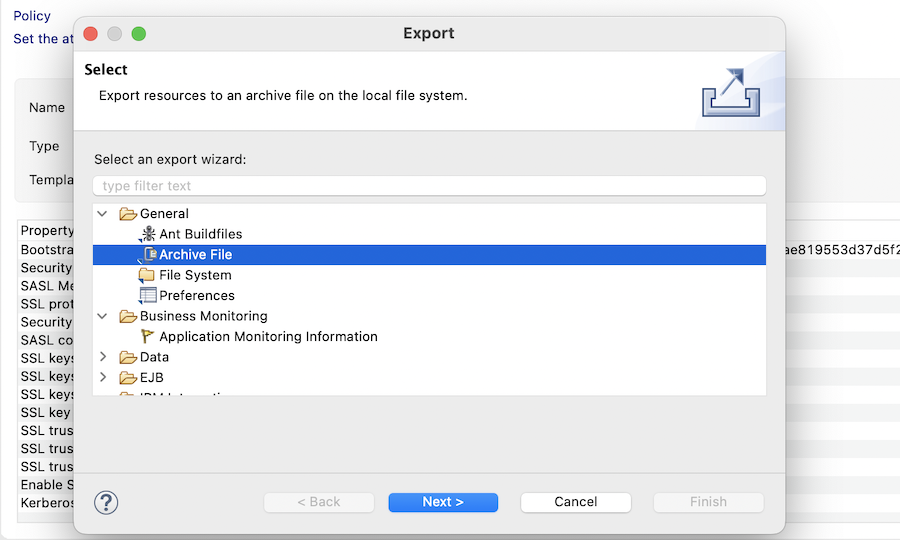 Policy
Export
Set the at
Select
Export resources to an archive file on the local file system.
Name
Type
Select an export wizard:
Templa
type filter text
General
Property
Ant Buildfiles
Bootstra
Archive File
ae819553d37d5f2
Security
File System
SASL Me
Preferences
SSL prot
Business Monitoring
Security
Application Monitoring Information
SASL co
Data
SSL keys
EJB
SSL keys
SSL keys
SSL key
SSL trus
SSL trus
SSL trus
Enable S
Kerberos
?
< Back
Next >
Cancel
Finish